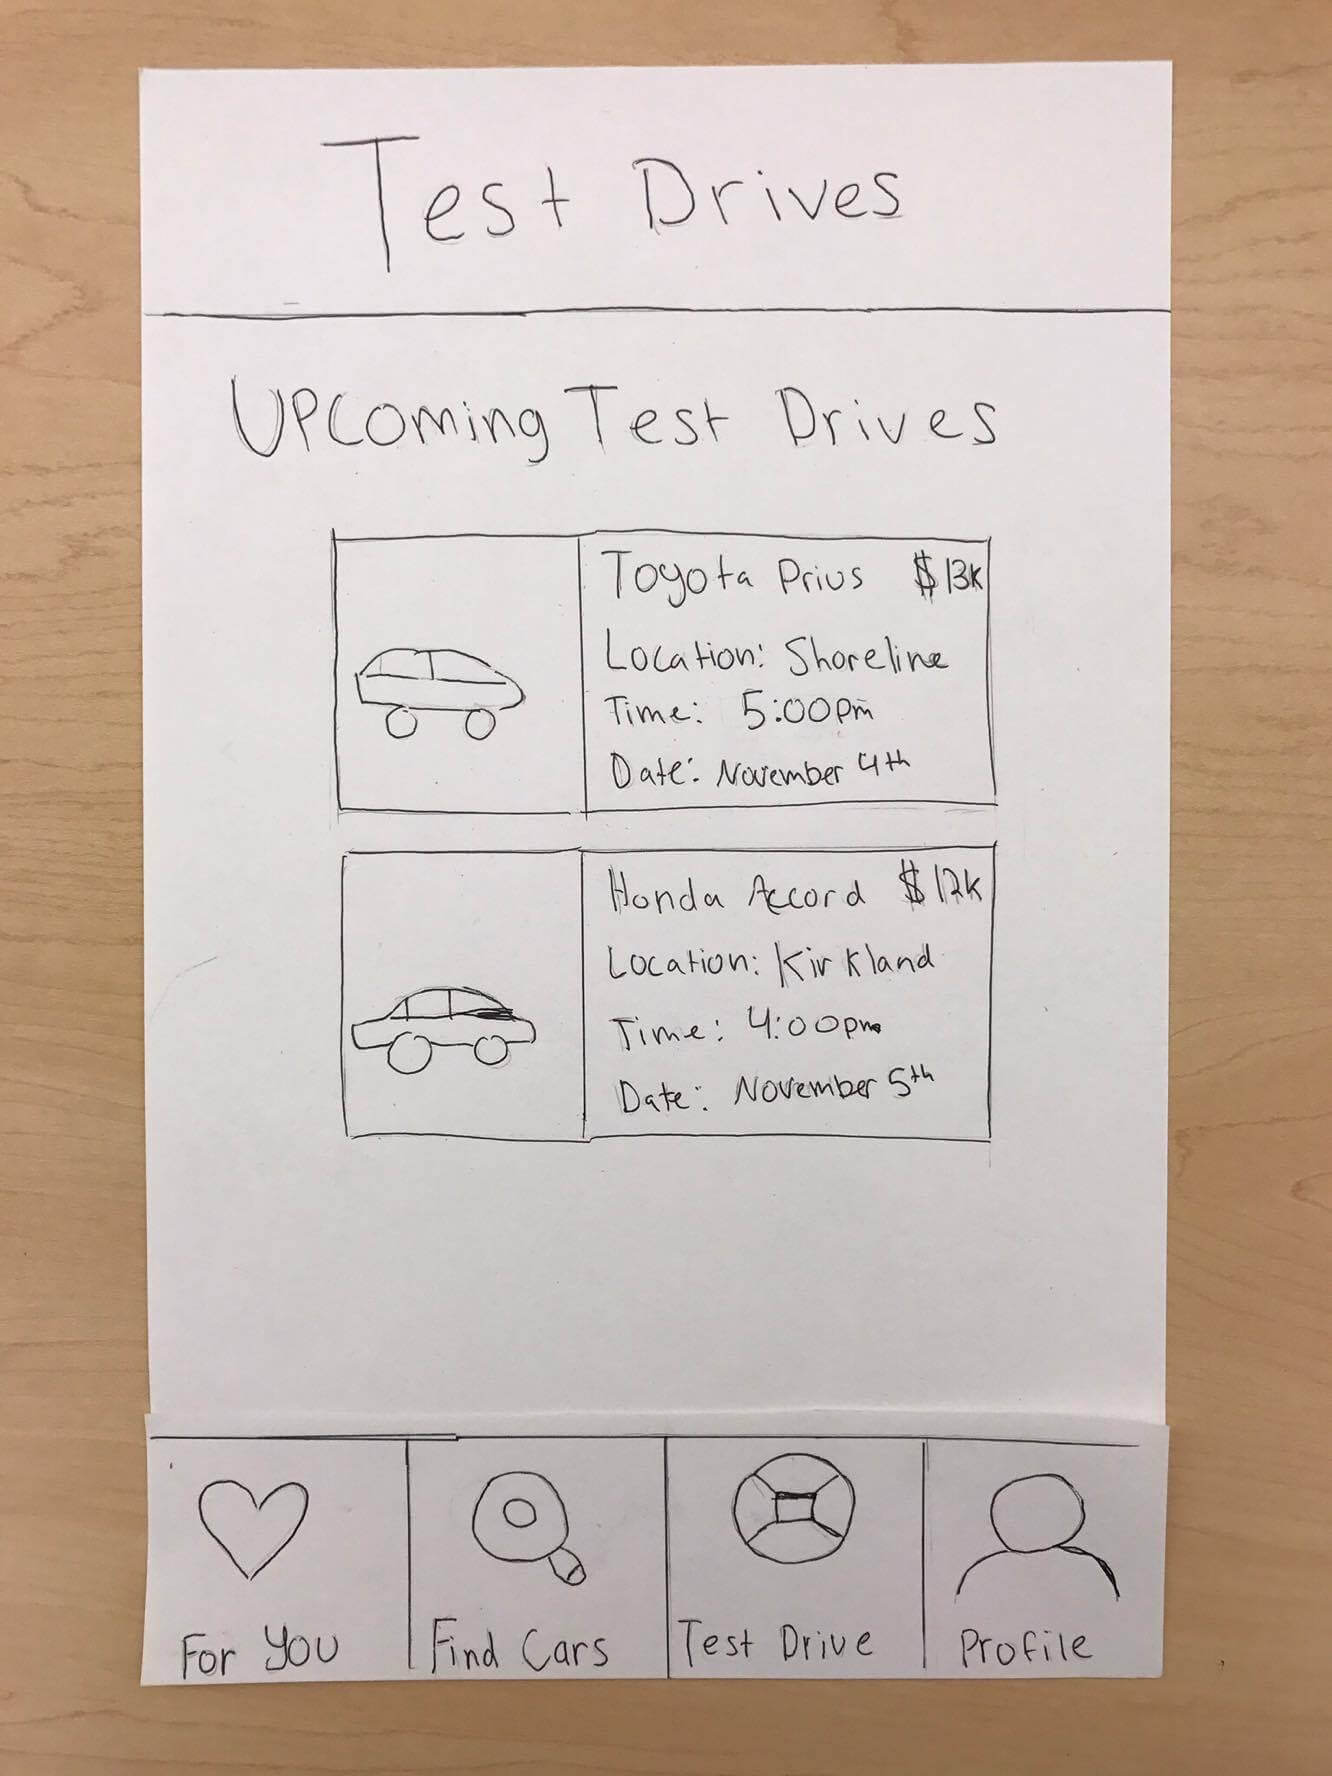 Test Drives
Upcoming Test Drives
Toyota Prius $13k
Location: Shoreline
Time: 5:00pm
Date: November 4th
Honda Accord $12k
Location: Kirkland
Time: 4:00pm
Date: November 5th
For You
Find Cars
Test Drive
Profile